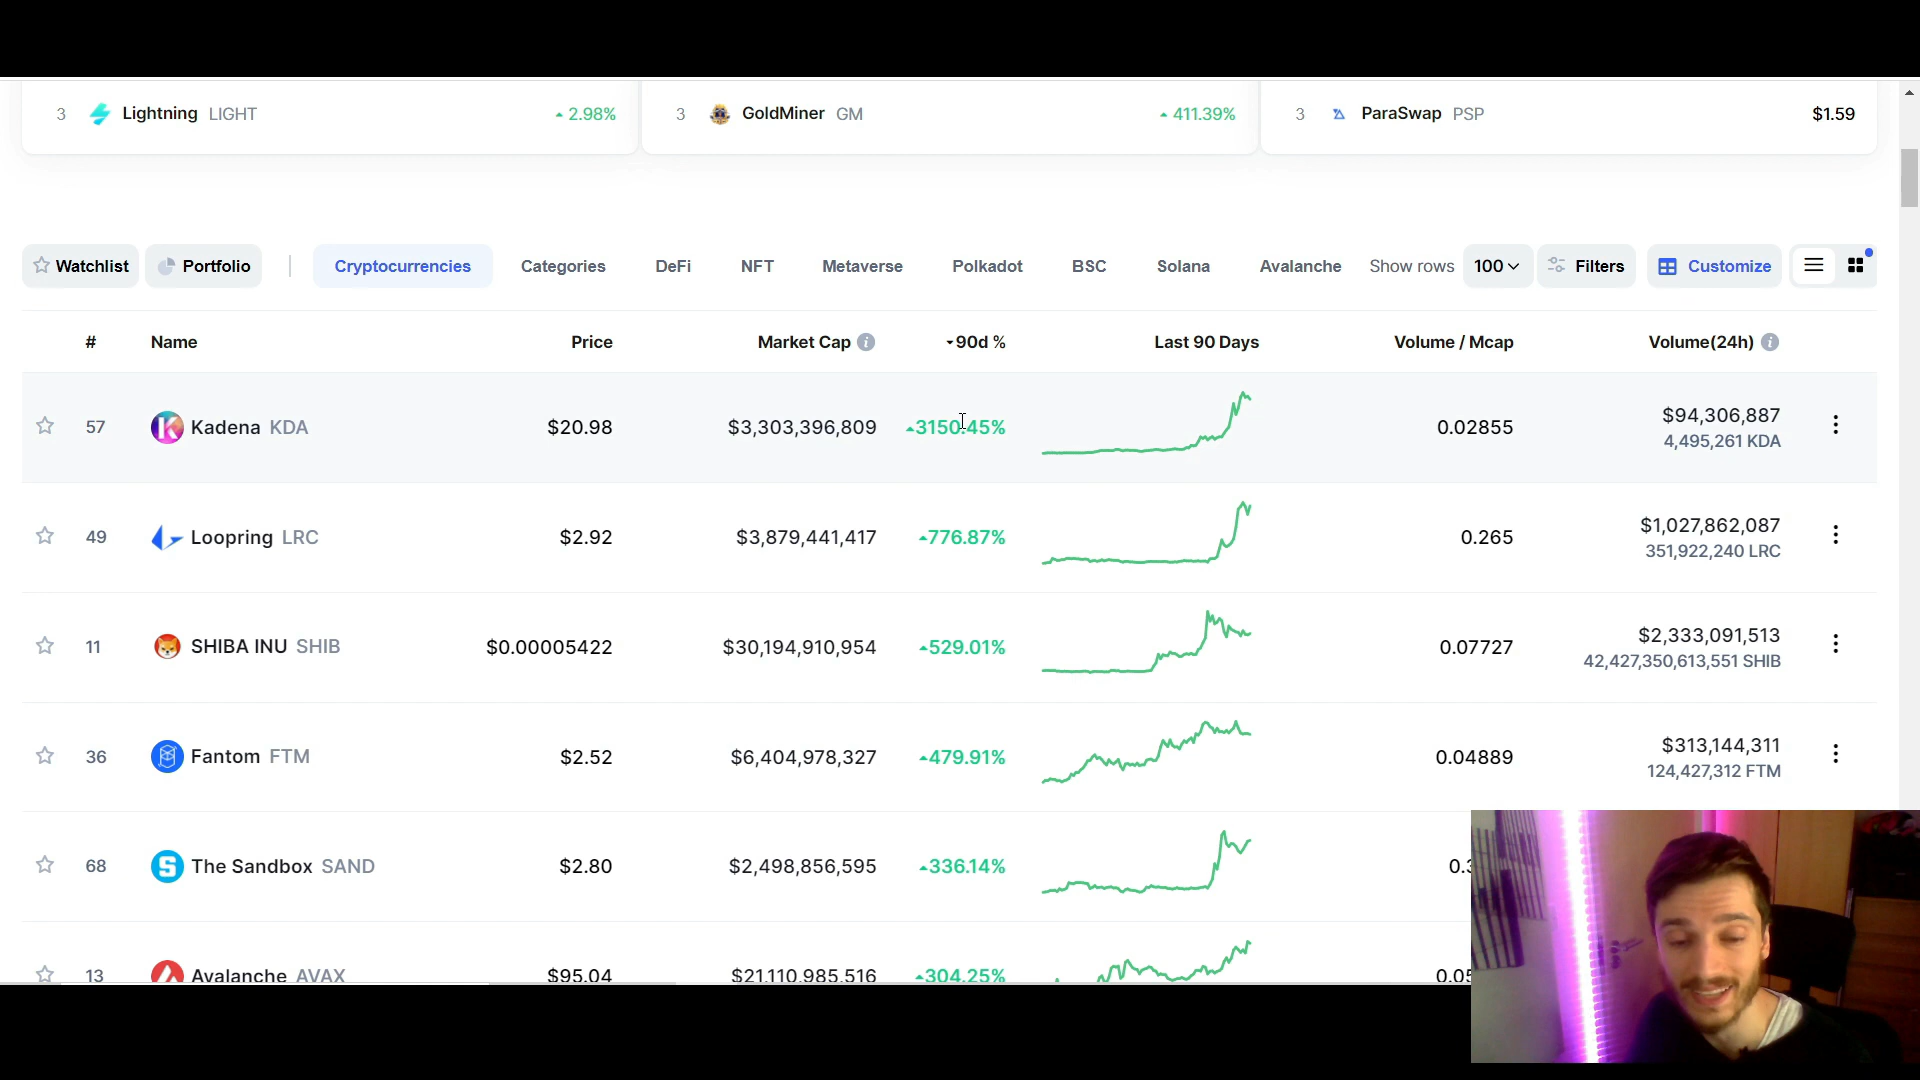 3 Lightning LIGHT 2.98% 3 GoldMiner GM 411.39% 3 ParaSwap PSP $1.59
Watchlist Portfolio Cryptocurrencies Categories DeFi NFT Metaverse Polkadot BSC Solana Avalanche Show rows 100 Filters Customize
# Name Price Market Cap 90d % Last 90 Days Volume / Mcap Volume(24h)
57 Kadena KDA $20.98 $3,303,396,809 3150.45% 0.02855 $94,306,887
4,495,261 KDA
49 Loopring LRC $2.92 $3,879,441,417 776.87% 0.265 $1,027,862,087
351,922,240 LRC
11 SHIBA INU SHIB $0.00005422 $30,194,910,954 529.01% 0.07727 $2,333,091,513
42,427,350,613,551 SHIB
36 Fantom FTM $2.52 $6,404,978,327 479.91% 0.04889 $313,144,311
124,427,312 FTM
68 The Sandbox SAND $2.80 $2,498,856,595 336.14%
13 Avalanche AVAX $95.04 $21,110,985,516 304.25%